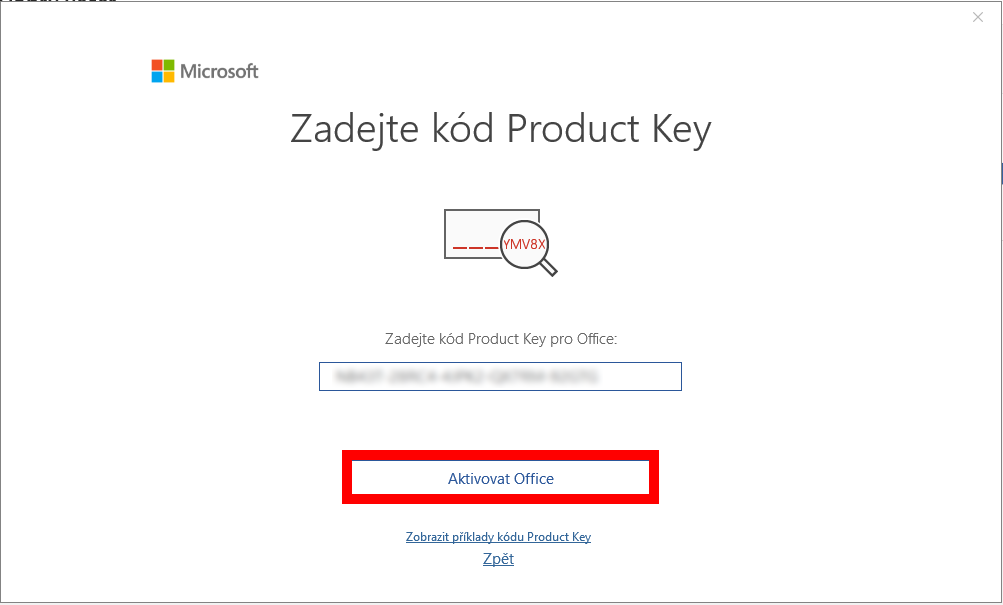 Microsoft
Zadejte kód Product Key
YMV8X
Zadejte kód Product Key pro Office:
Aktivovat Office
Zobrazit příklady kódu Product Key
Zpět